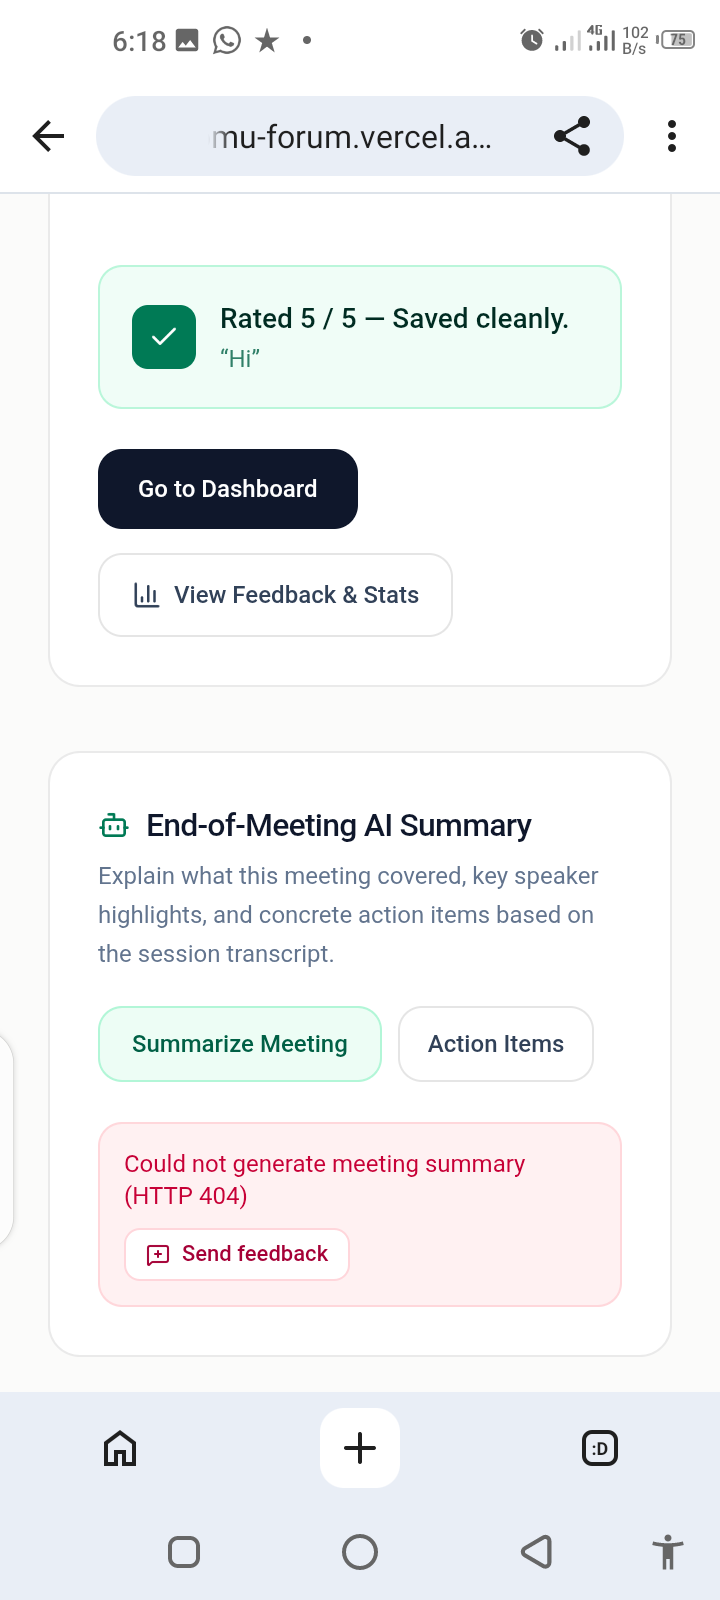 6:18
4G
102
B/s
75
mu-forum.vercel.a...
Rated 5 / 5 — Saved cleanly.
“Hi”
Go to Dashboard
View Feedback & Stats
End-of-Meeting AI Summary
Explain what this meeting covered, key speaker
highlights, and concrete action items based on
the session transcript.
Summarize Meeting
Action Items
Could not generate meeting summary
(HTTP 404)
Send feedback
:D